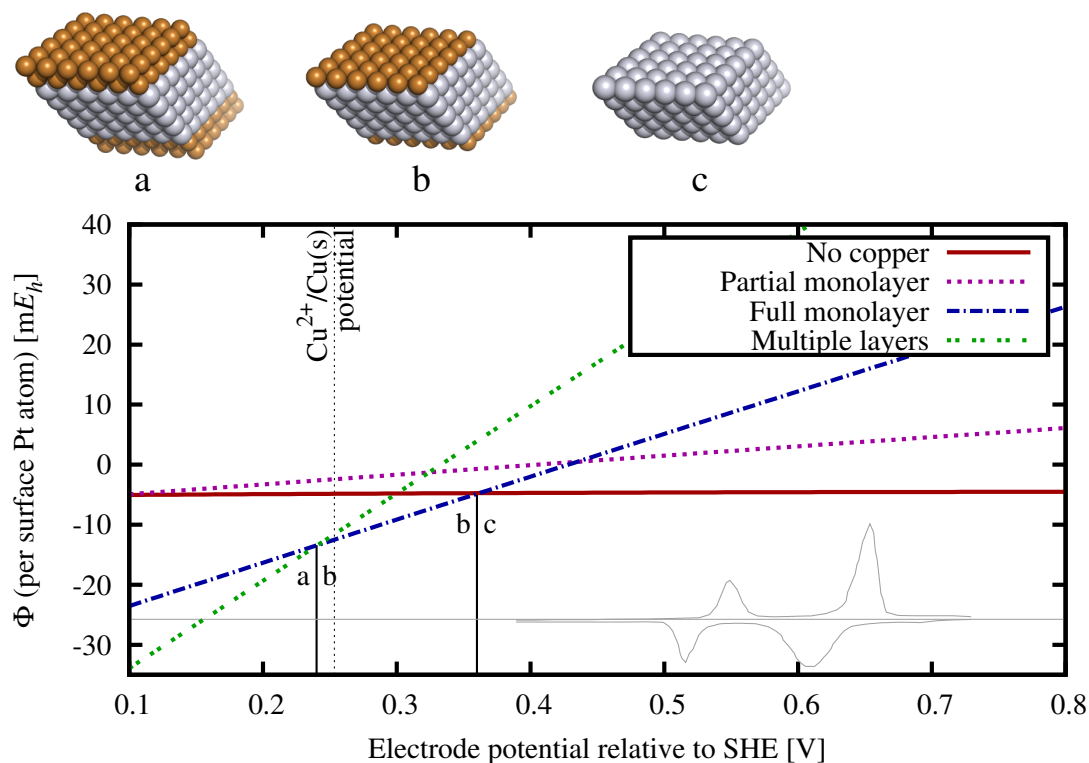 a
b
c
Φ (per surface Pt atom) [mE_h]
40
30
20
10
0
-10
-20
-30
Cu²⁺/Cu(s)
potential
No copper
Partial monolayer
Full monolayer
Multiple layers
a b
b c
0.1 0.2 0.3 0.4 0.5 0.6 0.7 0.8
Electrode potential relative to SHE [V]